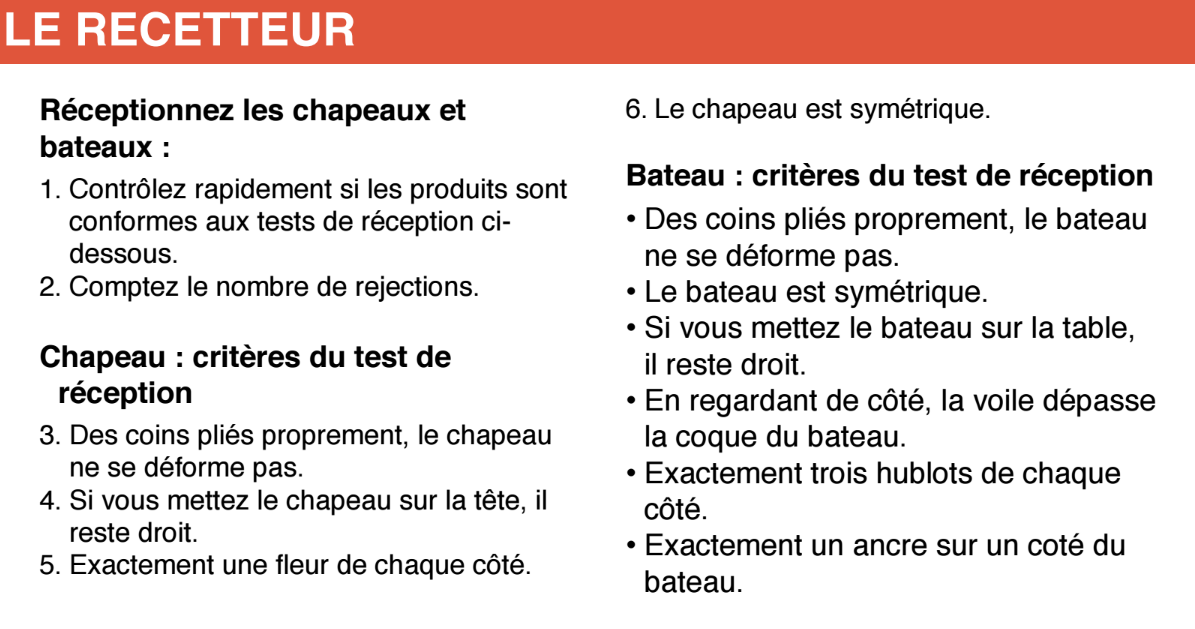 LE RECETTEUR
Réceptionnez les chapeaux et
bateaux :
1. Contrôlez rapidement si les produits sont
conformes aux tests de réception ci-
dessous.
2. Comptez le nombre de rejections.
Chapeau : critères du test de
réception
3. Des coins pliés proprement, le chapeau
ne se déforme pas.
4. Si vous mettez le chapeau sur la tête, il
reste droit.
5. Exactement une fleur de chaque côté.
6. Le chapeau est symétrique.
Bateau : critères du test de réception
• Des coins pliés proprement, le bateau
ne se déforme pas.
• Le bateau est symétrique.
• Si vous mettez le bateau sur la table,
il reste droit.
• En regardant de côté, la voile dépasse
la coque du bateau.
• Exactement trois hublots de chaque
côté.
• Exactement un ancre sur un coté du
bateau.